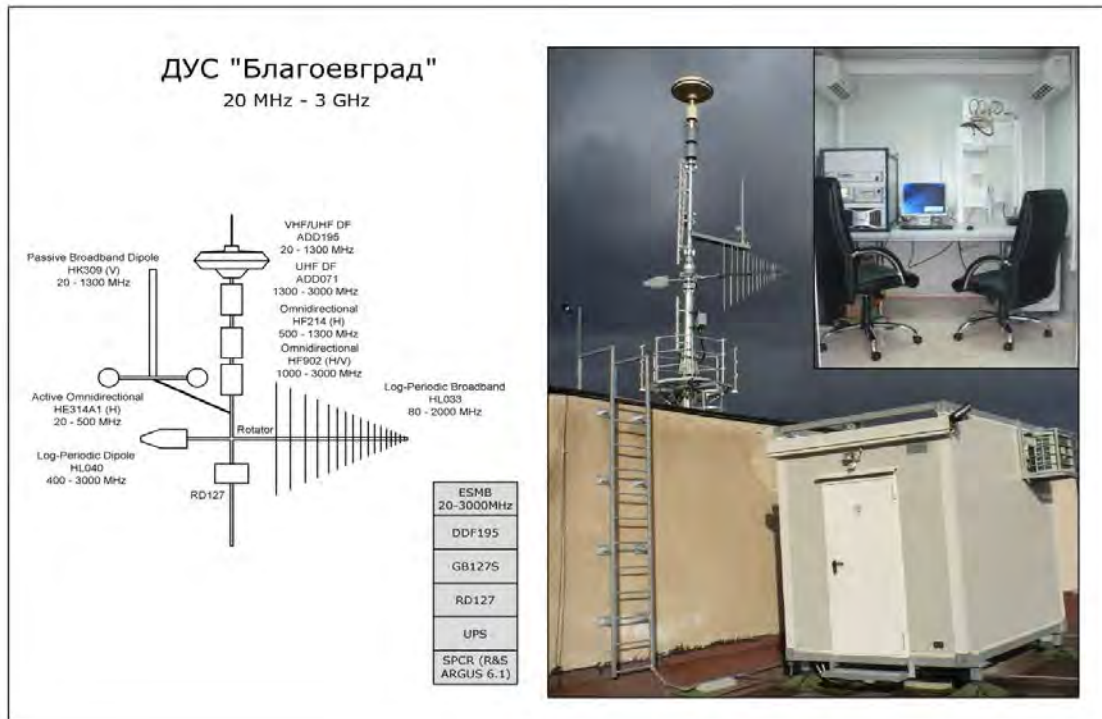 ДУС "Благоевград"
20 MHz - 3 GHz
VHF/UHF DF
ADD195
20 - 1300 MHz
Passive Broadband Dipole
HK309 (V)
20 - 1300 MHz
UHF DF
ADD071
1300 - 3000 MHz
Omnidirectional
HF214 (H)
500 - 1300 MHz
Omnidirectional
HF902 (H/V)
1000 - 3000 MHz
Log-Periodic Broadband
HL033
80 - 2000 MHz
Active Omnidirectional
HE314A1 (H)
20 - 500 MHz
Rotator
Log-Periodic Dipole
HL040
400 - 3000 MHz
RD127
ESMB
20-3000MHz
DDF195
GB127S
RD127
UPS
SPCR (R&S
ARGUS 6.1)